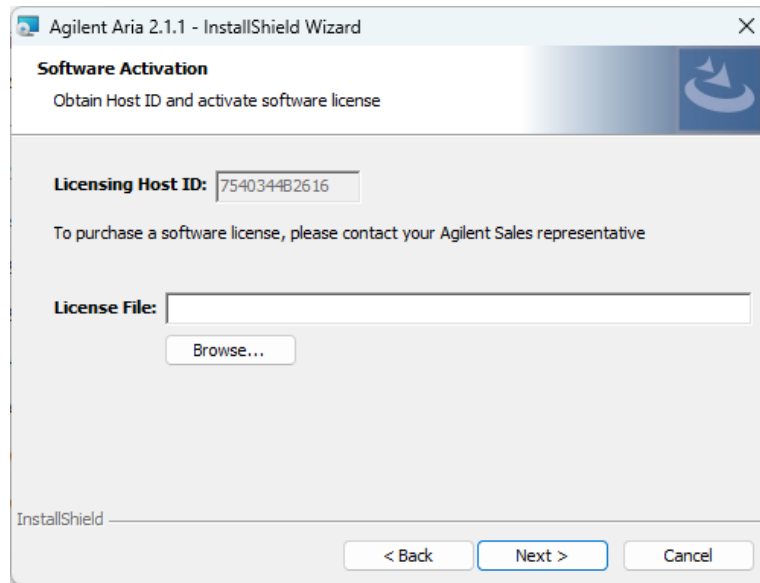 Agilent Aria 2.1.1 - InstallShield Wizard
Software Activation
Obtain Host ID and activate software license
Licensing Host ID: 7540344B2616
To purchase a software license, please contact your Agilent Sales representative
License File:
Browse...
InstallShield
< Back Next > Cancel